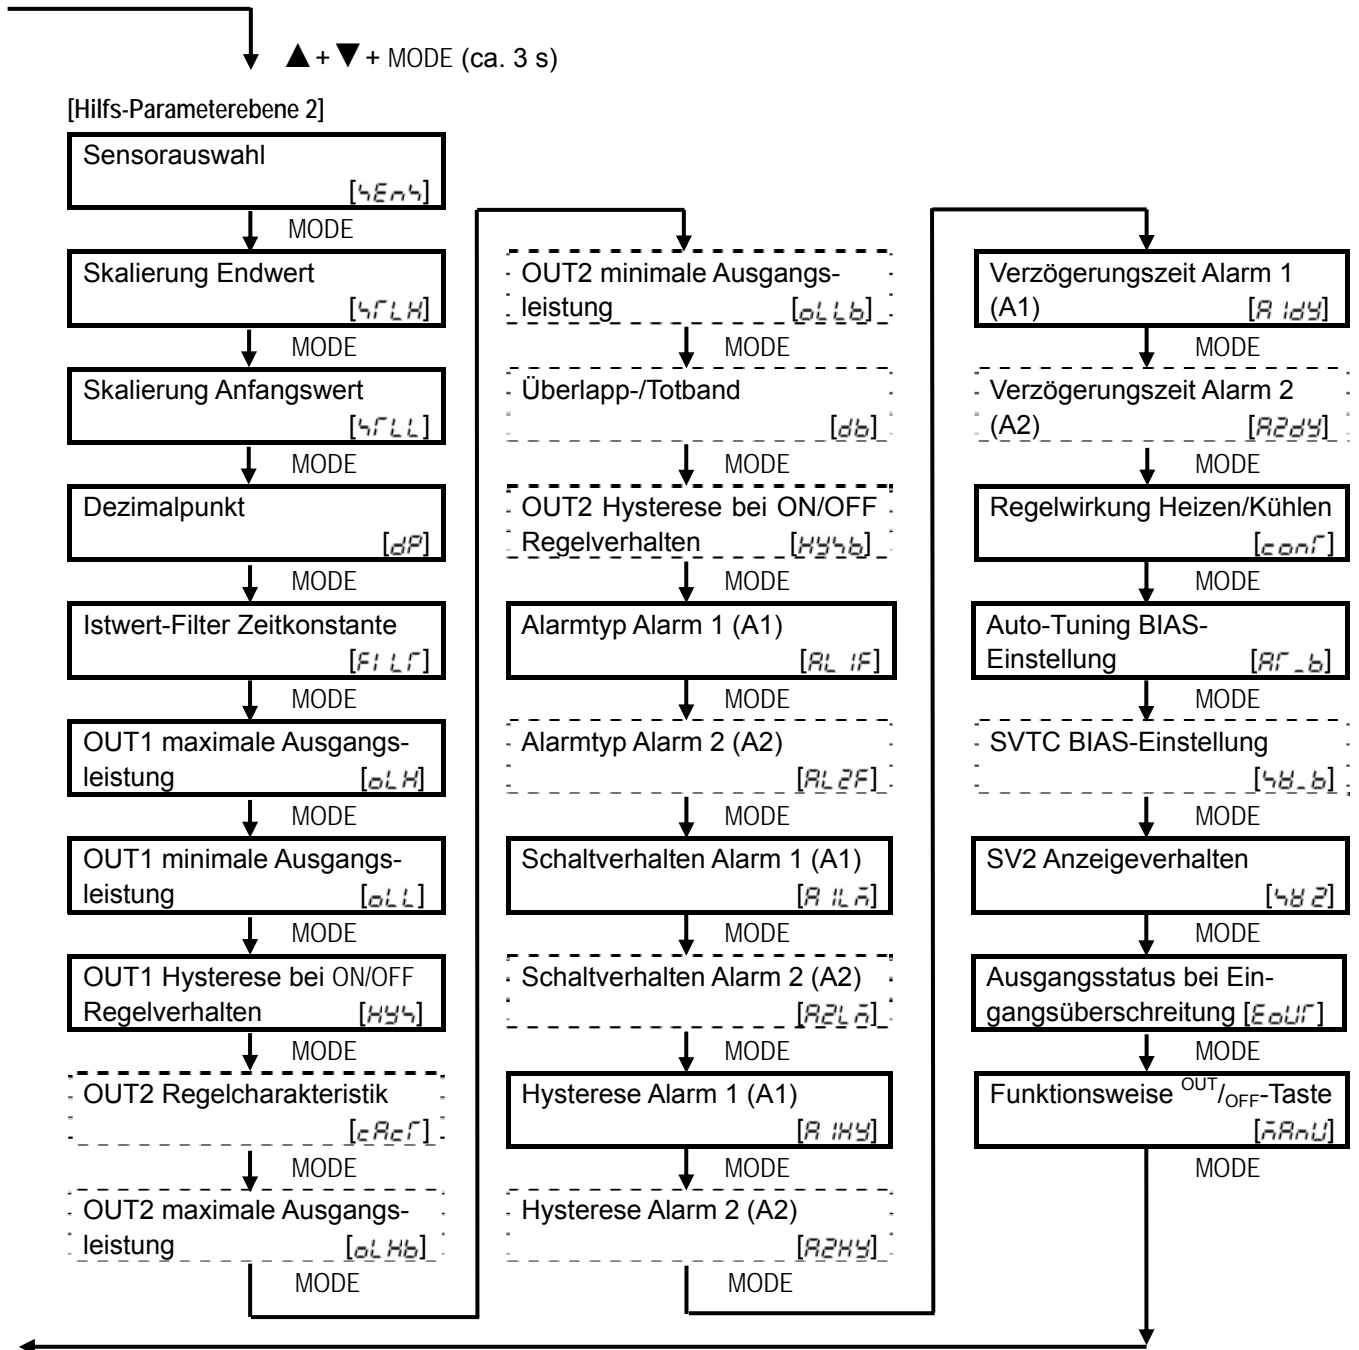 ▲ + ▼ + MODE (ca. 3 s)
[Hilfs-Parameterebene 2]
Sensorauswahl
[SEnS]
MODE
Skalierung Endwert
[STLH]
MODE
Skalierung Anfangswert
[STLL]
MODE
Dezimalpunkt
[dP]
MODE
Istwert-Filter Zeitkonstante
[FILT]
MODE
OUT1 maximale Ausgangs-
leistung [oLH]
MODE
OUT1 minimale Ausgangs-
leistung [oLL]
MODE
OUT1 Hysterese bei ON/OFF
Regelverhalten [HYS]
MODE
OUT2 Regelcharakteristik
[cAcT]
MODE
OUT2 maximale Ausgangs-
leistung [oLHb]
MODE
OUT2 minimale Ausgangs-
leistung [oLLb]
MODE
Überlapp-/Totband
[db]
MODE
OUT2 Hysterese bei ON/OFF
Regelverhalten [HYSb]
MODE
Alarmtyp Alarm 1 (A1)
[AL1F]
MODE
Alarmtyp Alarm 2 (A2)
[AL2F]
MODE
Schaltverhalten Alarm 1 (A1)
[A1Lm]
MODE
Schaltverhalten Alarm 2 (A2)
[A2Lm]
MODE
Hysterese Alarm 1 (A1)
[A1HY]
MODE
Hysterese Alarm 2 (A2)
[A2HY]
MODE
Verzögerungszeit Alarm 1
(A1) [A1dY]
MODE
Verzögerungszeit Alarm 2
(A2) [A2dY]
MODE
Regelwirkung Heizen/Kühlen
[conT]
MODE
Auto-Tuning BIAS-
Einstellung [AT_b]
MODE
SVTC BIAS-Einstellung
[SV_b]
MODE
SV2 Anzeigeverhalten
[SV2]
MODE
Ausgangsstatus bei Ein-
gangsüberschreitung [EoUT]
MODE
Funktionsweise OUT/OFF-Taste
[mAnU]
MODE